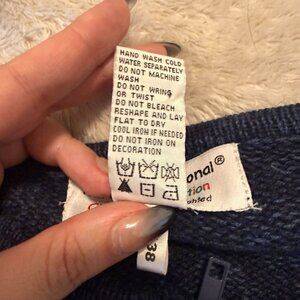 HAND WASH COLD
WATER SEPARATELY
DO NOT MACHINE
WASH
DO NOT WRING
OR TWIST
DO NOT BLEACH
RESHAPE AND LAY
FLAT TO DRY
COOL IRON IF NEEDED
DO NOT IRON ON
DECORATION
onal®
tion
38